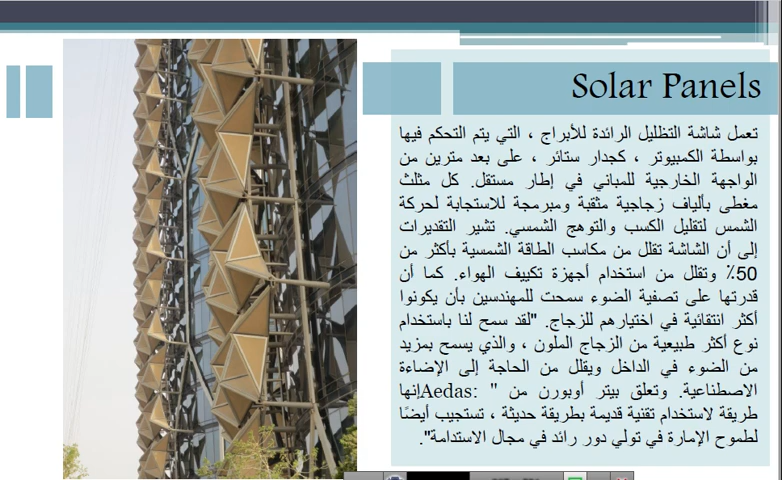 Solar Panels
تعمل شاشة التظليل الرائدة للأبراج ، التي يتم التحكم فيها
بواسطة الكمبيوتر ، كجدار ستائر ، على بعد مترين من
الواجهة الخارجية للمباني في إطار مستقل. كل مثلث
مغطى بألياف زجاجية مثقبة ومبرمجة للاستجابة لحركة
الشمس لتقليل الكسب والتوهج الشمسي. تشير التقديرات
إلى أن الشاشة تقلل من مكاسب الطاقة الشمسية بأكثر من
50٪ وتقلل من استخدام أجهزة تكييف الهواء. كما أن
قدرتها على تصفية الضوء سمحت للمهندسين بأن يكونوا
أكثر انتقائية في اختيارهم للزجاج. "لقد سمح لنا باستخدام
نوع أكثر طبيعية من الزجاج الملون ، والذي يسمح بمزيد
من الضوء في الداخل ويقلل من الحاجة إلى الإضاءة
الاصطناعية. وتعلق بيتر أوبورن من " :Aedasإنها
طريقة لاستخدام تقنية قديمة بطريقة حديثة ، تستجيب أيضًا
لطموح الإمارة في تولي دور رائد في مجال الاستدامة".